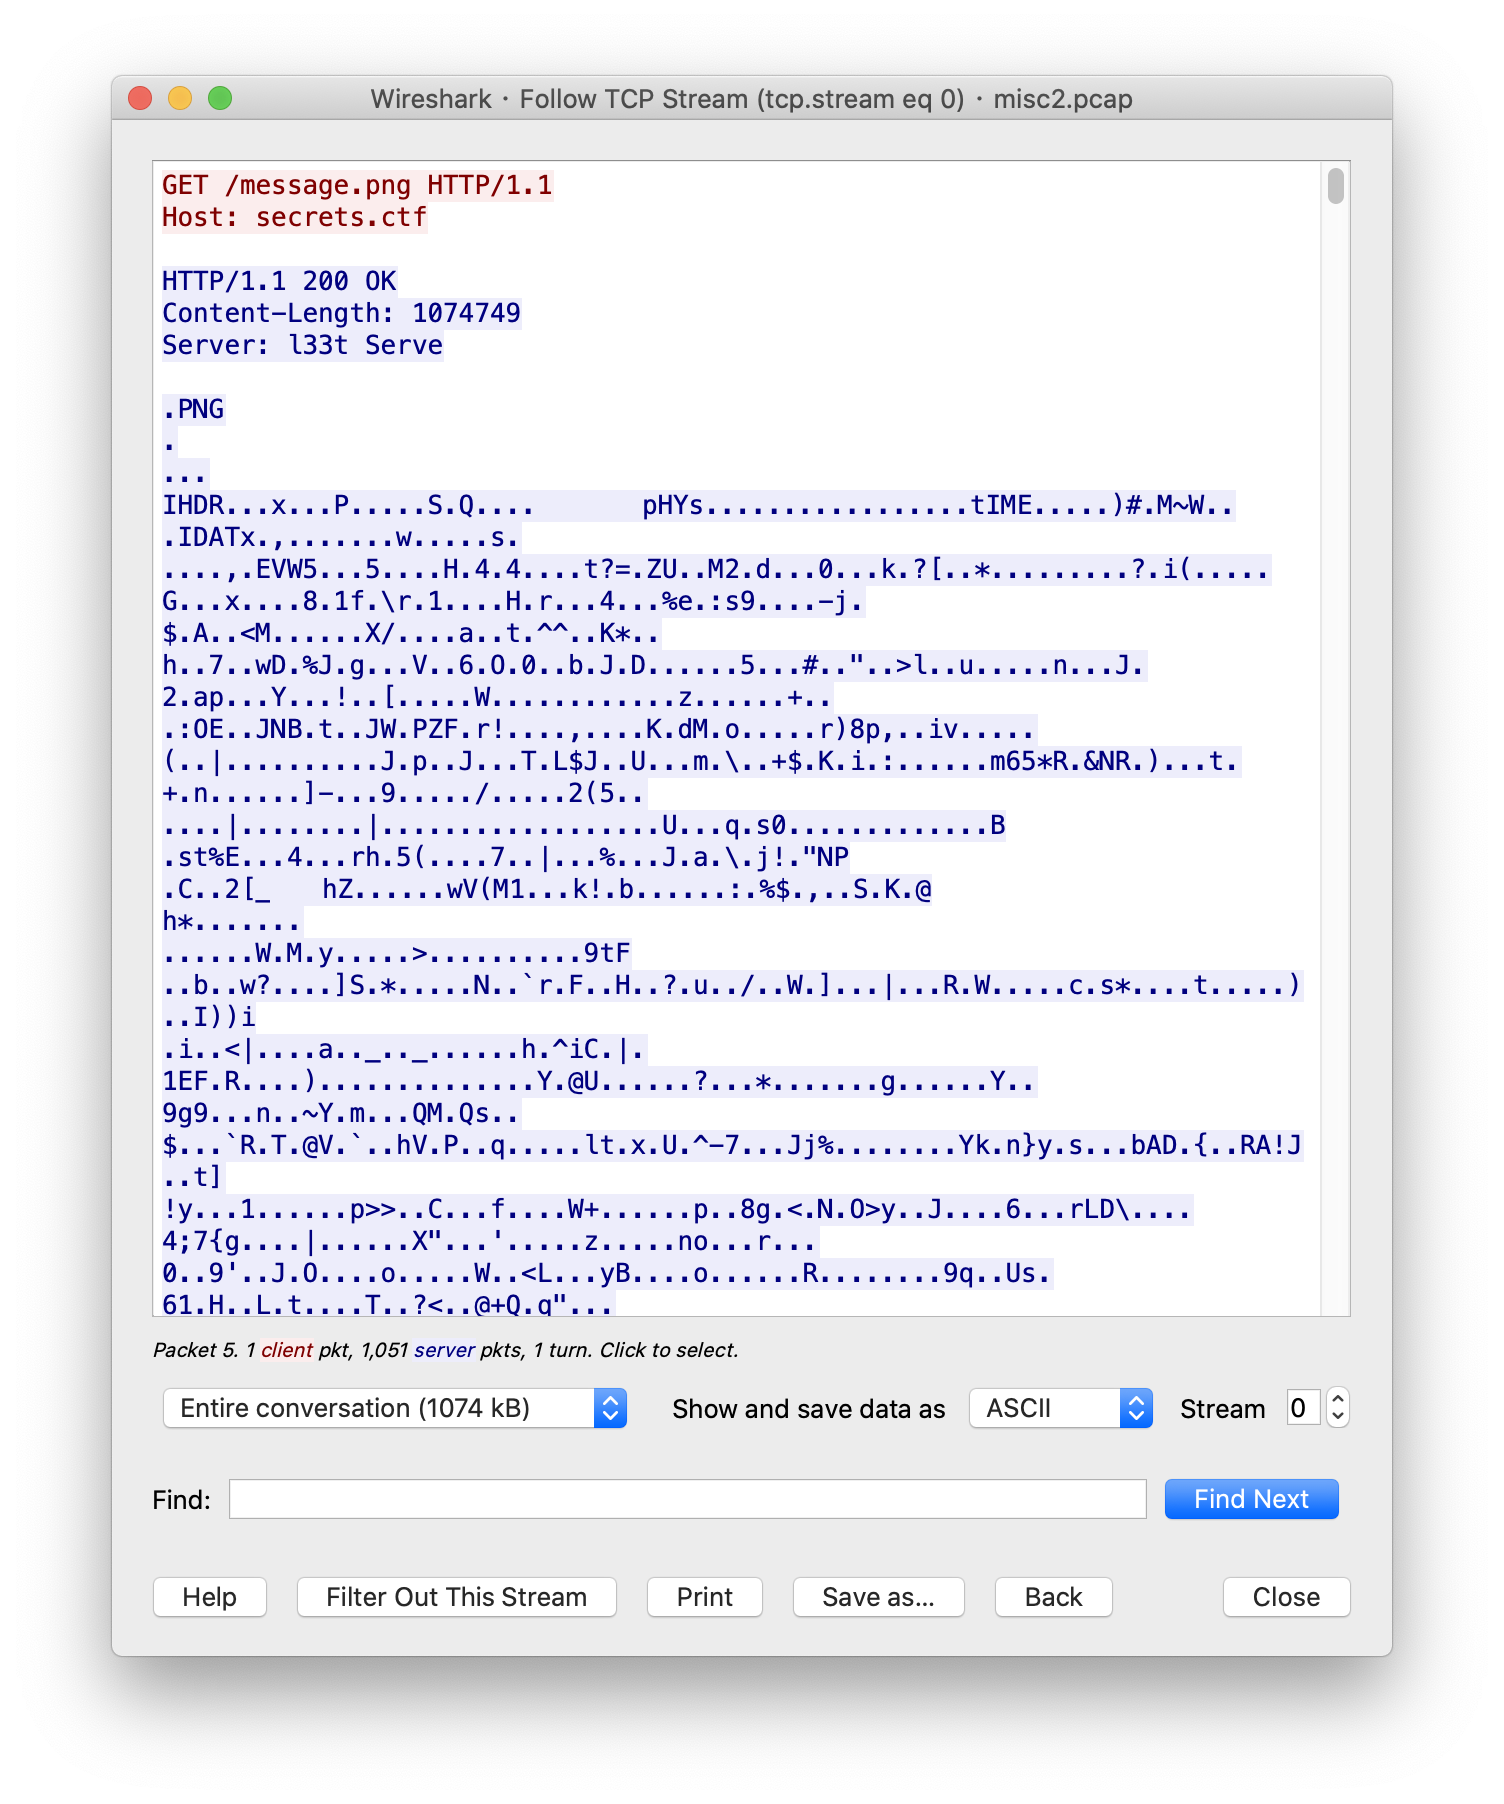 Wireshark · Follow TCP Stream (tcp.stream eq 0) · misc2.pcap
GET /message.png HTTP/1.1
Host: secrets.ctf
HTTP/1.1 200 OK
Content-Length: 1074749
Server: l33t Serve
.PNG
.
...
IHDR...x...P.....S.Q....       pHYs.................tIME.....)#.M~W..
.IDATx.,.......w.....s.
....,.EVW5...5....H.4.4....t?=.ZU..M2.d...0...k.?[..*.........?.i(.....
G...x....8.1f.\r.1....H.r...4...%e.:s9....-j.
$.A..<M......X/....a..t.^^..K*..
h..7..wD.%J.g...V..6.O.0..b.J.D......5...#.."..>l..u.....n...J.
2.ap...Y...!..[.....W............z......+..
.:OE..JNB.t..JW.PZF.r!....,....K.dM.o.....r)8p,..iv.....
(..|..........J.p..J...T.L$J..U...m.\..+$.K.i.:......m65*R.&NR.)...t.
+.n......]-...9...../.....2(5..
....|........|..................U...q.s0.............B
.st%E...4...rh.5(....7..|...%...J.a.\.j!."NP
.C..2[_   hZ......wV(M1...k!.b......:.%$.,..S.K.@
h*.......
......W.M.y.....>..........9tF
..b..w?....]S.*.....N..`r.F..H..?.u../..W.]...|...R.W.....c.s*....t.....)
..I))i
.i..<|....a.._.._......h.^iC.|.
1EF.R....)..............Y.@U......?...*.......g......Y..
9g9...n..~Y.m...QM.Qs..
$...`R.T.@V.`..hV.P..q.....lt.x.U.^-7...Jj%........Yk.n}y.s...bAD.{..RA!J
..t]
!y...1......p>>..C...f....W+......p..8g.<.N.O>y..J....6...rLD\....
4;7{g....|......X"...'.....z.....no...r...
0..9'..J.O....o.....W..<L...yB....o......R........9q..Us.
61.H..L.t....T..?<..@+Q.q"...
Packet 5. 1 client pkt, 1,051 server pkts, 1 turn. Click to select.
Entire conversation (1074 kB) Show and save data as ASCII Stream 0
Find: Find Next
Help Filter Out This Stream Print Save as... Back Close